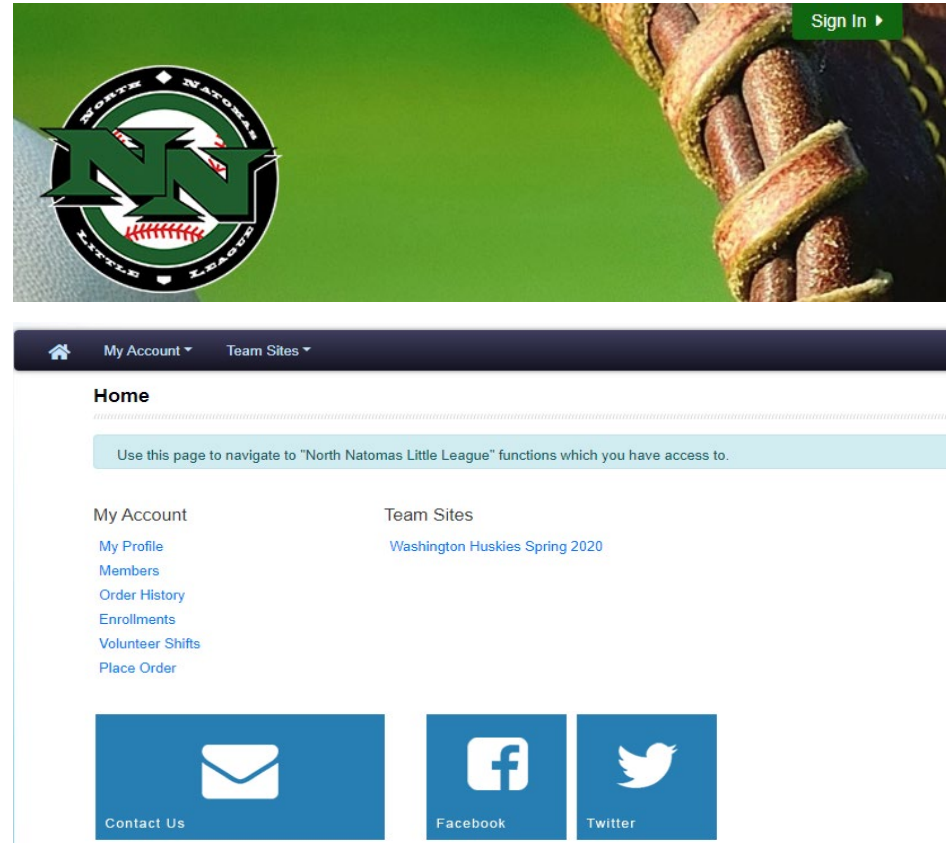 Sign In
NORTH NATOMAS
NN
LITTLE LEAGUE
My Account
Team Sites
Home
Use this page to navigate to "North Natomas Little League" functions which you have access to.
My Account
My Profile
Members
Order History
Enrollments
Volunteer Shifts
Place Order
Team Sites
Washington Huskies Spring 2020
Contact Us
Facebook
Twitter